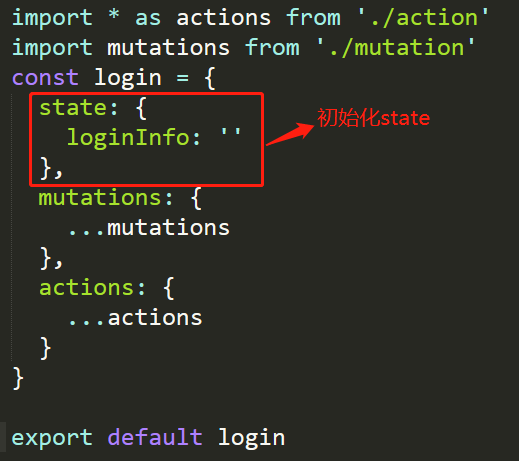 import * as actions from './action'
import mutations from './mutation'
const login = {
state: {
loginInfo: ''
},
初始化state
mutations: {
...mutations
},
actions: {
...actions
}
}
export default login